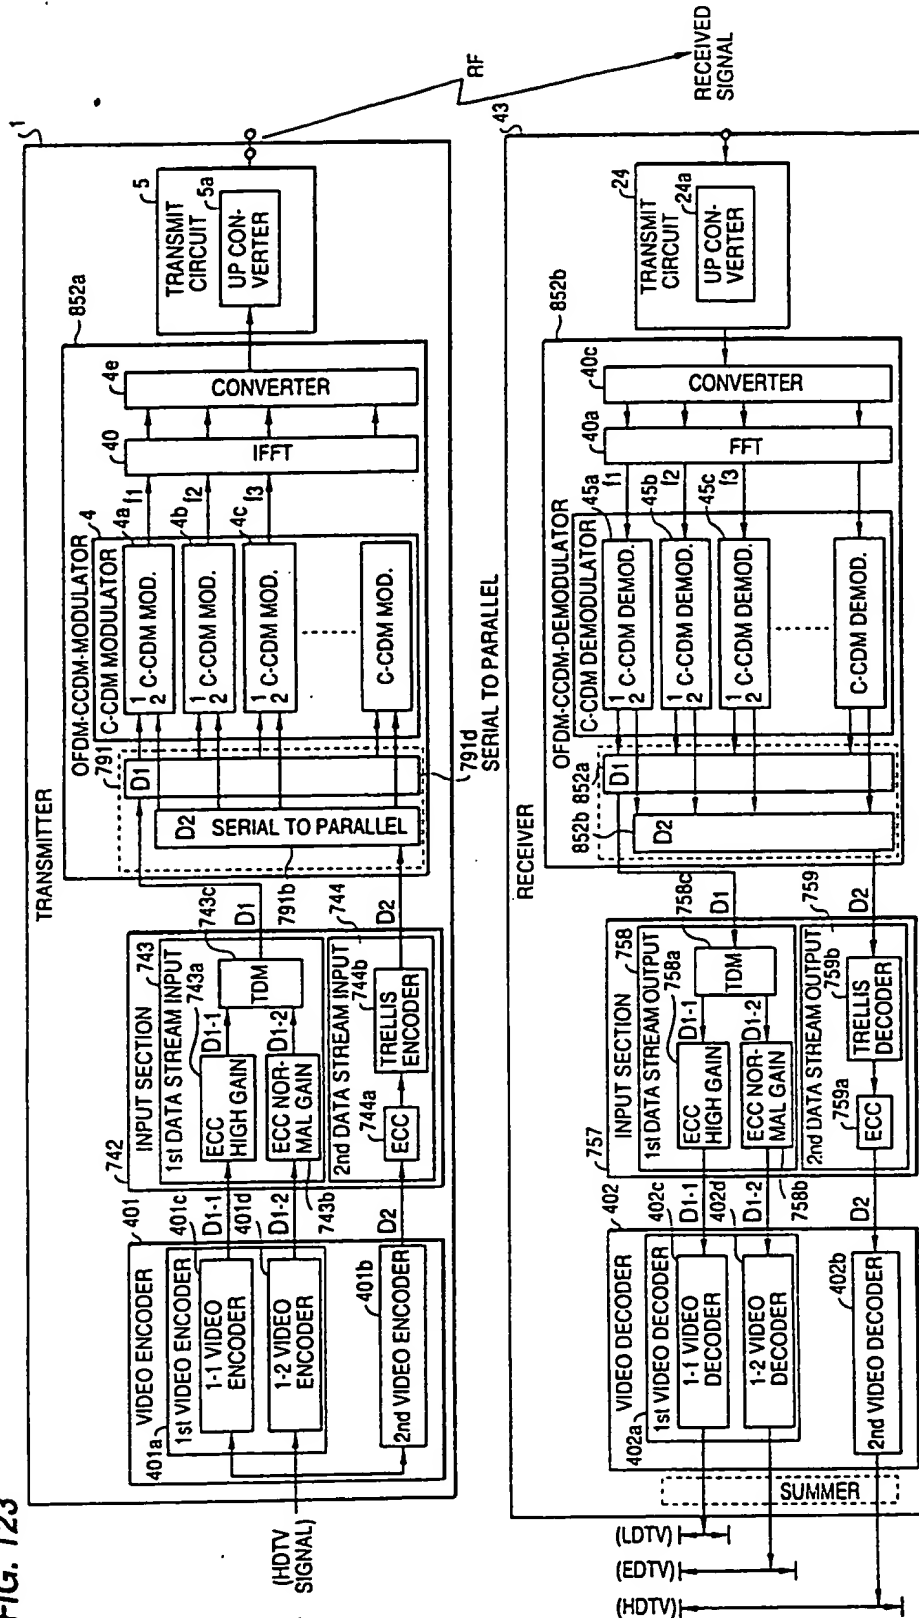 FIG. 123
TRANSMITTER
1
(HDTV
SIGNAL)
VIDEO ENCODER
401
401a
1st VIDEO ENCODER
401c
1-1 VIDEO
ENCODER
401d
1-2 VIDEO
ENCODER
401b
2nd VIDEO ENCODER
D1-1
D1-2
D2
742
INPUT SECTION
743
1st DATA STREAM INPUT
743a
ECC
HIGH GAIN
D1-1
743c
TDM
ECC NOR-
MAL GAIN
D1-2
743b
744
2nd DATA STREAM INPUT
744a
ECC
744b
TRELLIS
ENCODER
D1
D2
OFDM-CCDM-MODULATOR
852a
791
D1
D2
SERIAL TO PARALLEL
791b
791d
SERIAL TO PARALLEL
C-CDM MODULATOR
4
4a
1
2
C-CDM MOD.
f1
4b
1
2
C-CDM MOD.
f2
4c
1
2
C-CDM MOD.
f3
C-CDM MOD.
40
IFFT
4e
CONVERTER
TRANSMIT
CIRCUIT
5
5a
UP CON-
VERTER
RF
RECEIVED
SIGNAL
RECEIVER
43
TRANSMIT
CIRCUIT
24
24a
UP CON-
VERTER
OFDM-CCDM-DEMODULATOR
852b
40c
CONVERTER
40a
FFT
C-CDM DEMODULATOR
45a
f1
1
2
C-CDM DEMOD.
45b
f2
1
2
C-CDM DEMOD.
45c
f3
1
2
C-CDM DEMOD.
C-CDM DEMOD.
852a
D1
852b
D2
D1
D2
757
INPUT SECTION
758
1st DATA STREAM OUTPUT
758a
ECC
HIGH GAIN
D1-1
758c
TDM
ECC NOR-
MAL GAIN
D1-2
758b
759
2nd DATA STREAM OUTPUT
759a
ECC
759b
TRELLIS
DECODER
D1-1
D1-2
D2
VIDEO DECODER
402
402a
1st VIDEO DECODER
402c
1-1 VIDEO
DECODER
402d
1-2 VIDEO
DECODER
402b
2nd VIDEO DECODER
SUMMER
(LDTV)
(EDTV)
(HDTV)